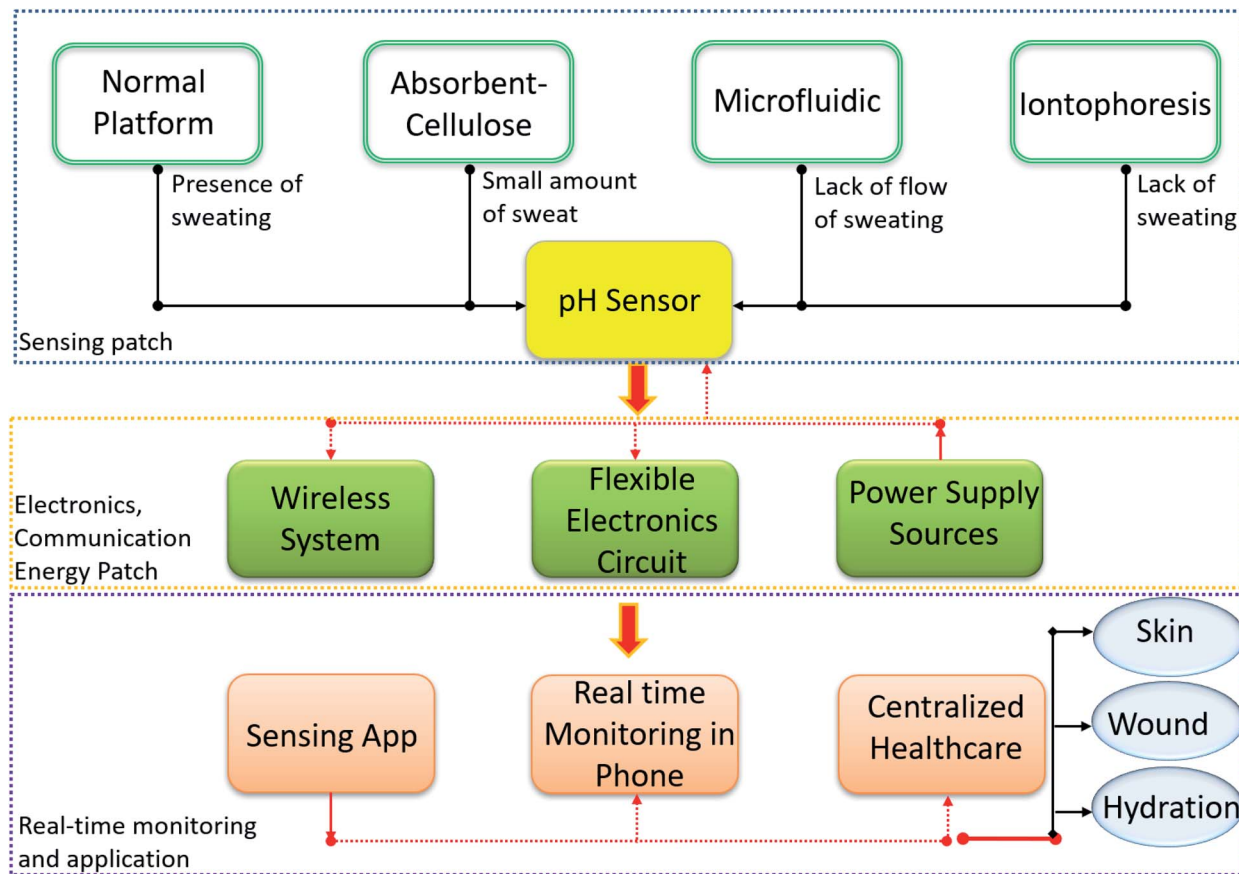 Normal
Platform
Absorbent-
Cellulose
Microfluidic
Iontophoresis
Presence of
sweating
Small amount
of sweat
Lack of flow
of sweating
Lack of
sweating
pH Sensor
Sensing patch
Wireless
System
Flexible
Electronics
Circuit
Power Supply
Sources
Electronics,
Communication
Energy Patch
Sensing App
Real time
Monitoring in
Phone
Centralized
Healthcare
Skin
Wound
Hydration
Real-time monitoring
and application